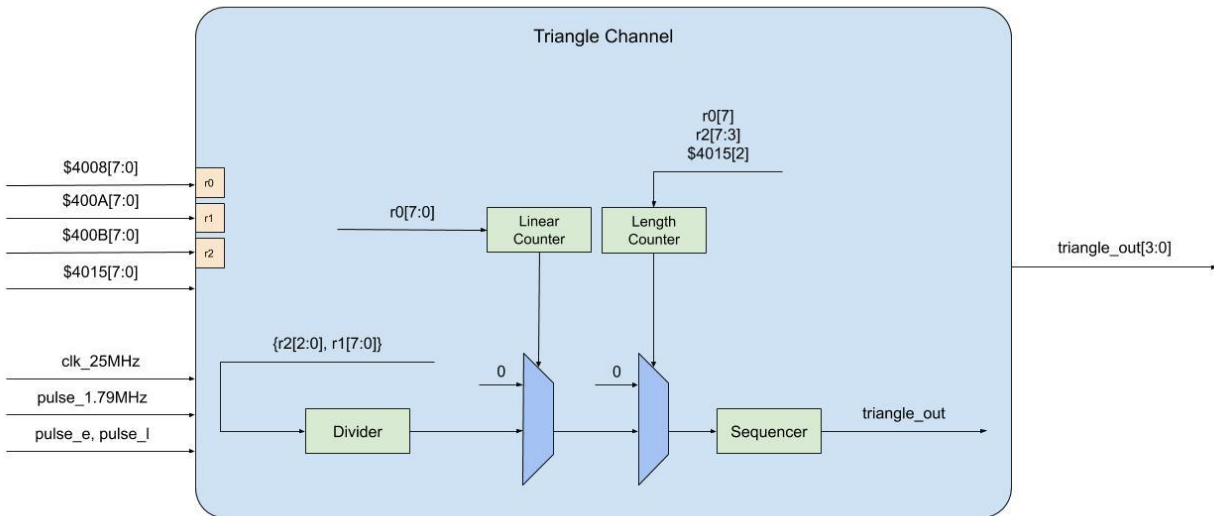 Triangle Channel
r0[7]
r2[7:3]
$4015[2]
$4008[7:0]
r0
$400A[7:0]
r1
$400B[7:0]
r2
$4015[7:0]
r0[7:0]
Linear
Counter
Length
Counter
triangle_out[3:0]
{r2[2:0], r1[7:0]}
clk_25MHz
pulse_1.79MHz
pulse_e, pulse_l
0
0
Divider
Sequencer
triangle_out